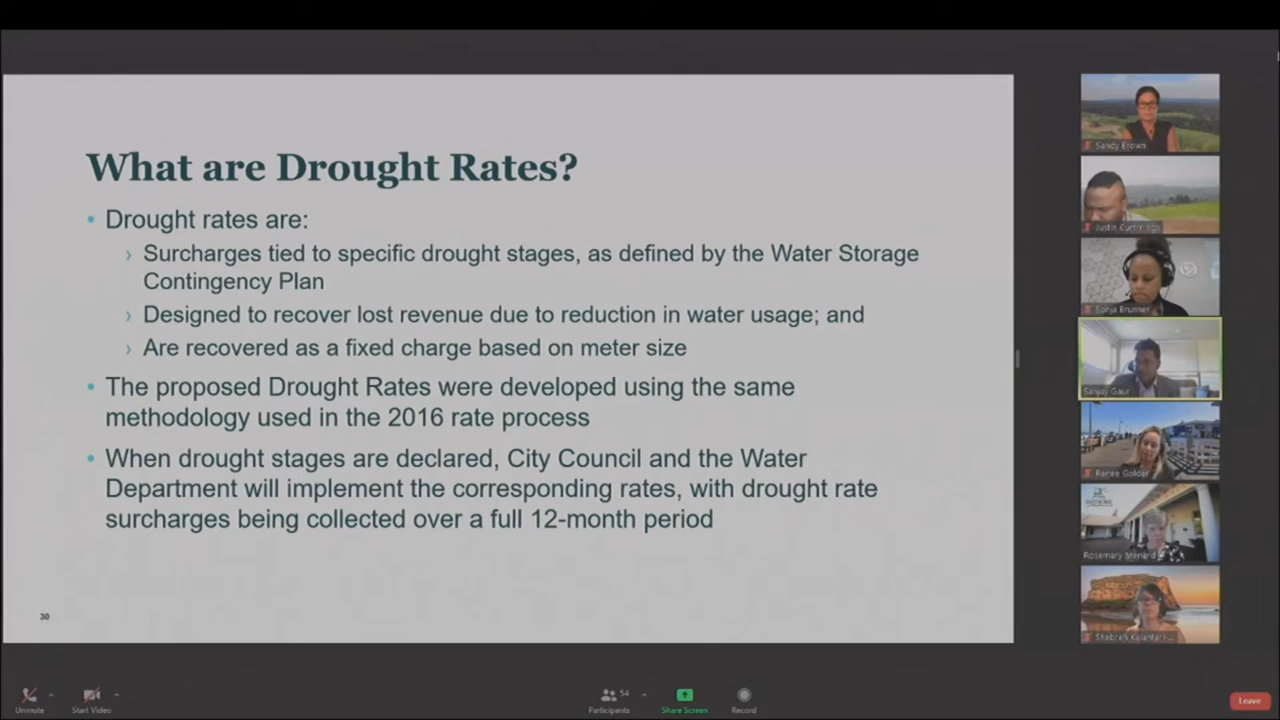 What are Drought Rates?
• Drought rates are:
› Surcharges tied to specific drought stages, as defined by the Water Storage
Contingency Plan
› Designed to recover lost revenue due to reduction in water usage; and
› Are recovered as a fixed charge based on meter size
• The proposed Drought Rates were developed using the same
methodology used in the 2016 rate process
• When drought stages are declared, City Council and the Water
Department will implement the corresponding rates, with drought rate
surcharges being collected over a full 12-month period
30
Sandy Brown
Justin Cummings
Sonja Brunner
Sanjay Gaur
Renee Golder
Rosemary Menard
Shebreh Kalantari-...
Unmute
Start Video
54
Participants
Share Screen
Record
Leave